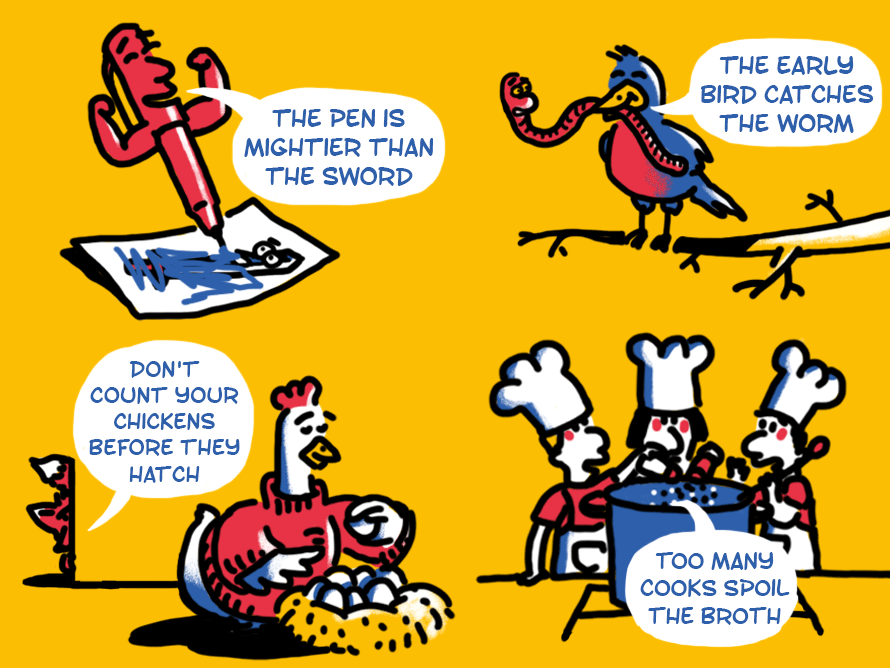 THE PEN IS
MIGHTIER THAN
THE SWORD
THE EARLY
BIRD CATCHES
THE WORM
DON'T
COUNT YOUR
CHICKENS
BEFORE THEY
HATCH
TOO MANY
COOKS SPOIL
THE BROTH